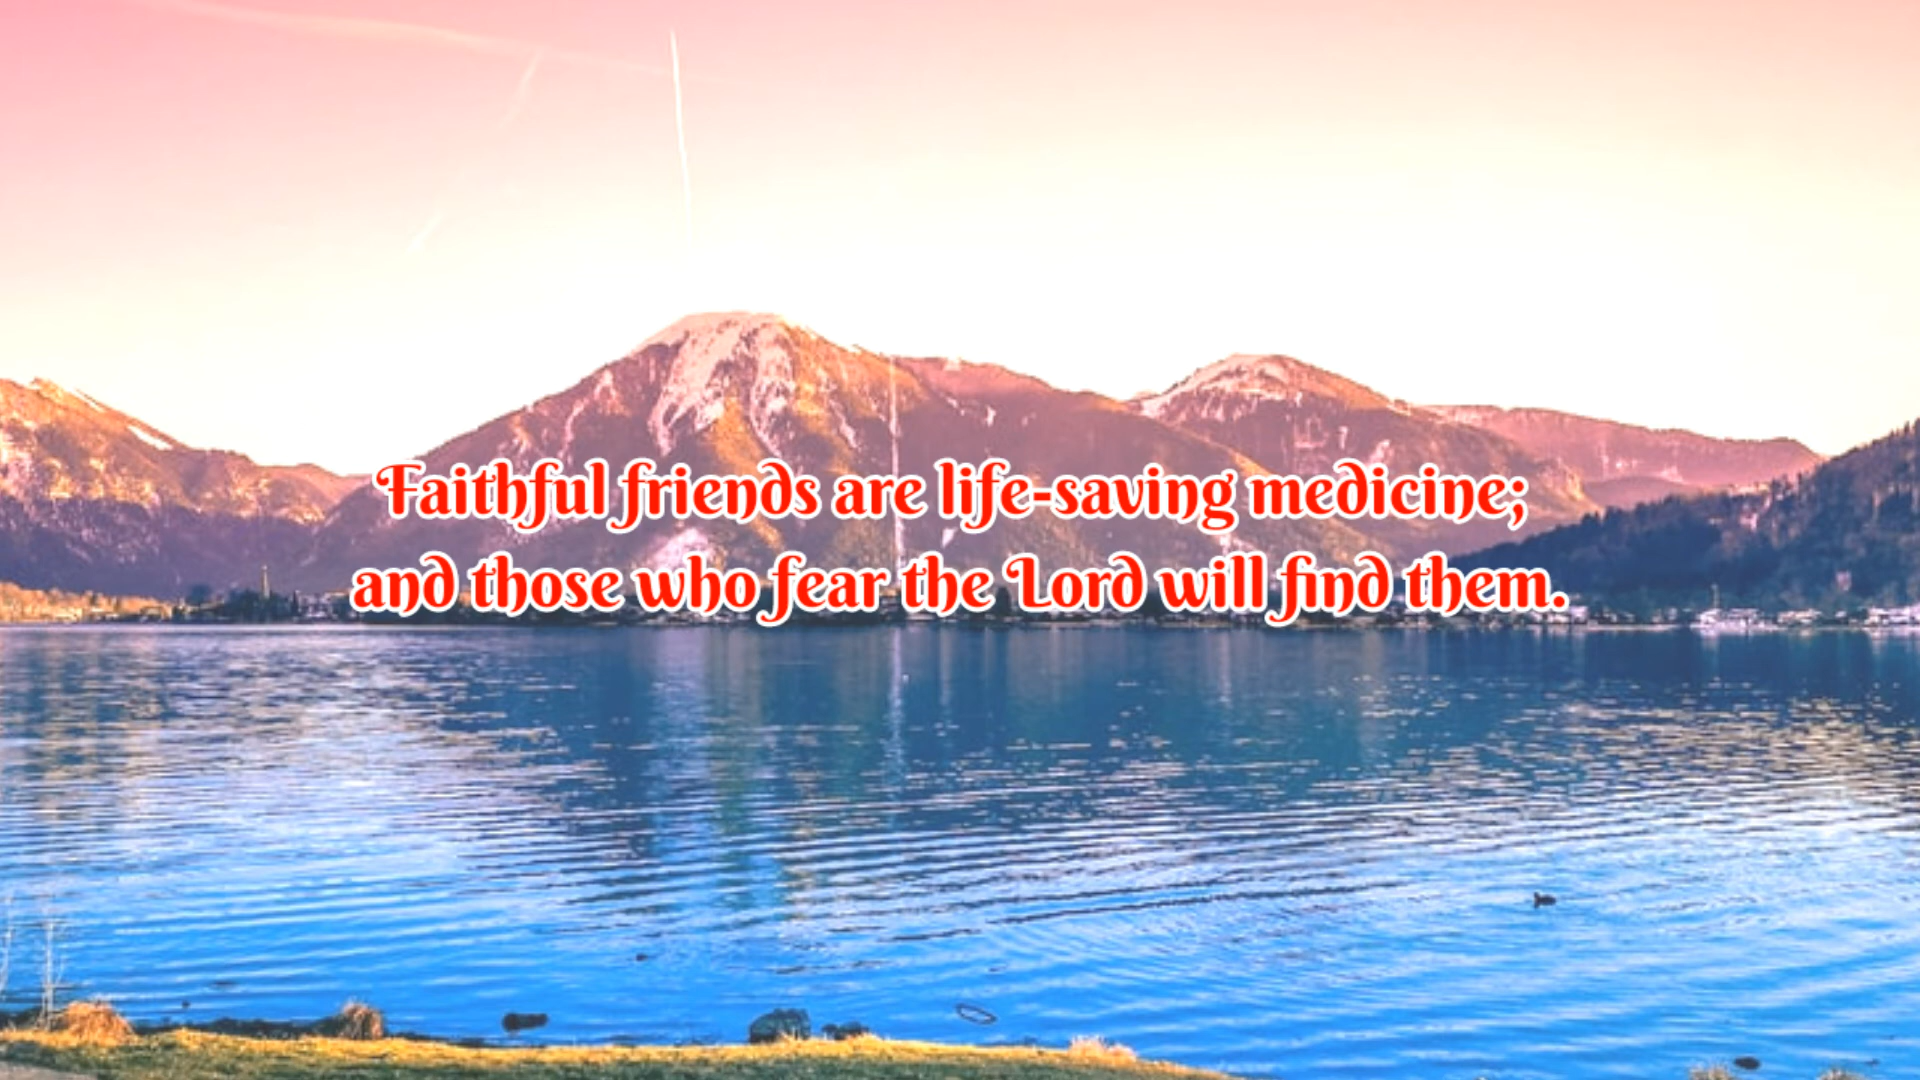 Faithful friends are life-saving medicine;
and those who fear the Lord will find them.